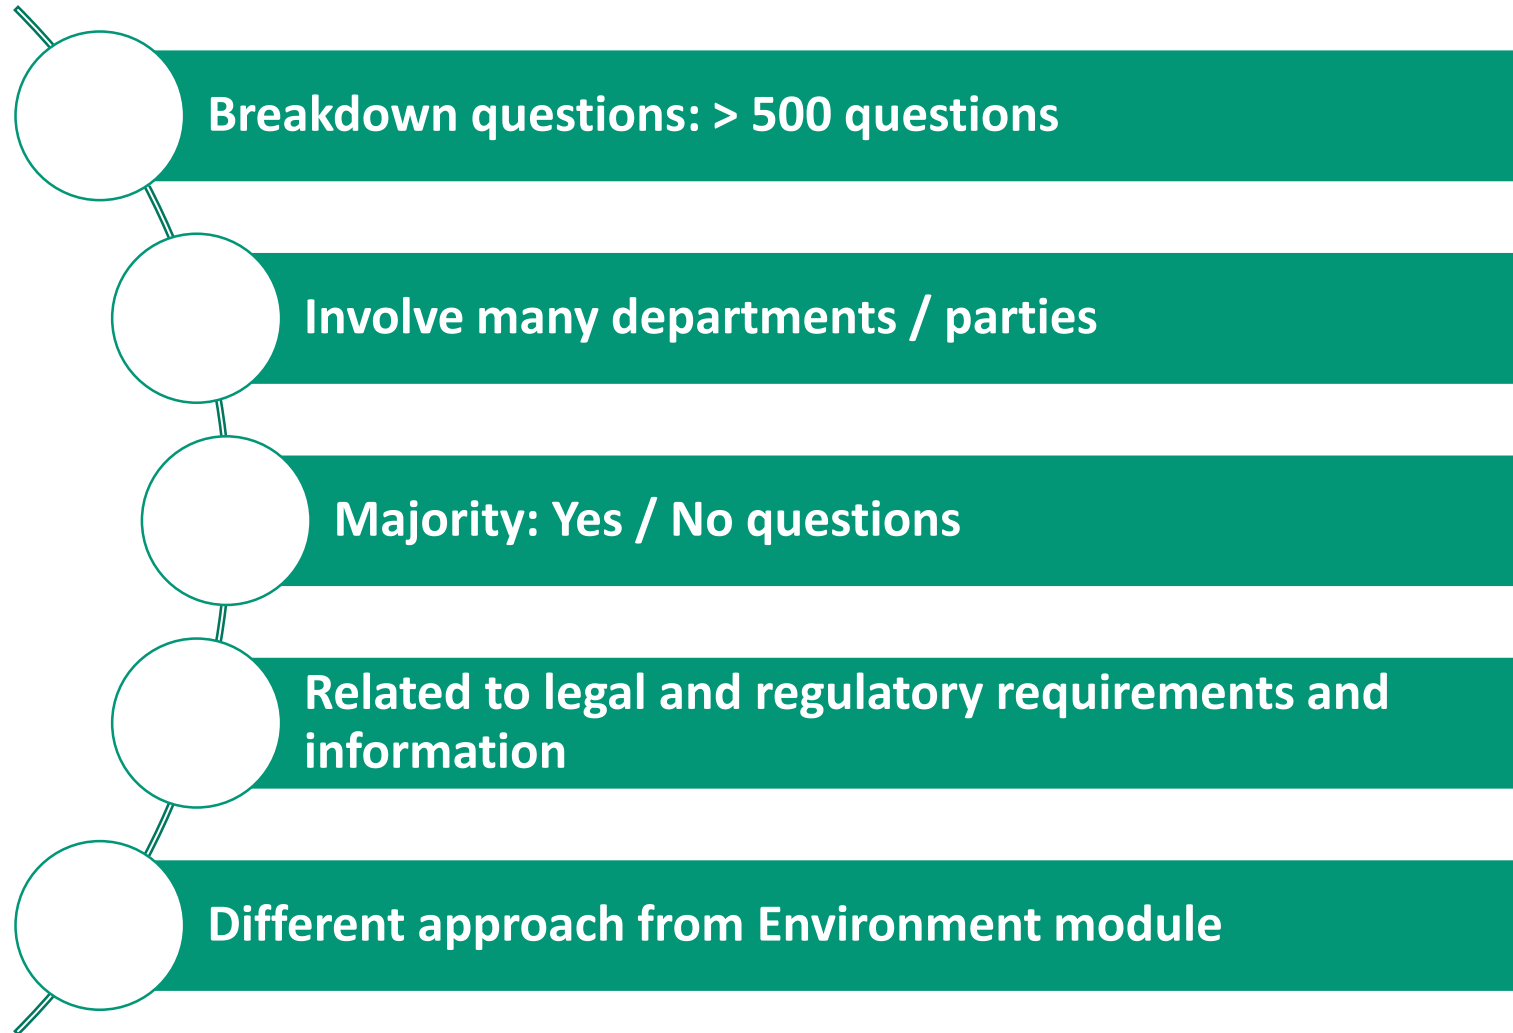 Breakdown questions: > 500 questions
Involve many departments / parties
Majority: Yes / No questions
Related to legal and regulatory requirements and
information
Different approach from Environment module